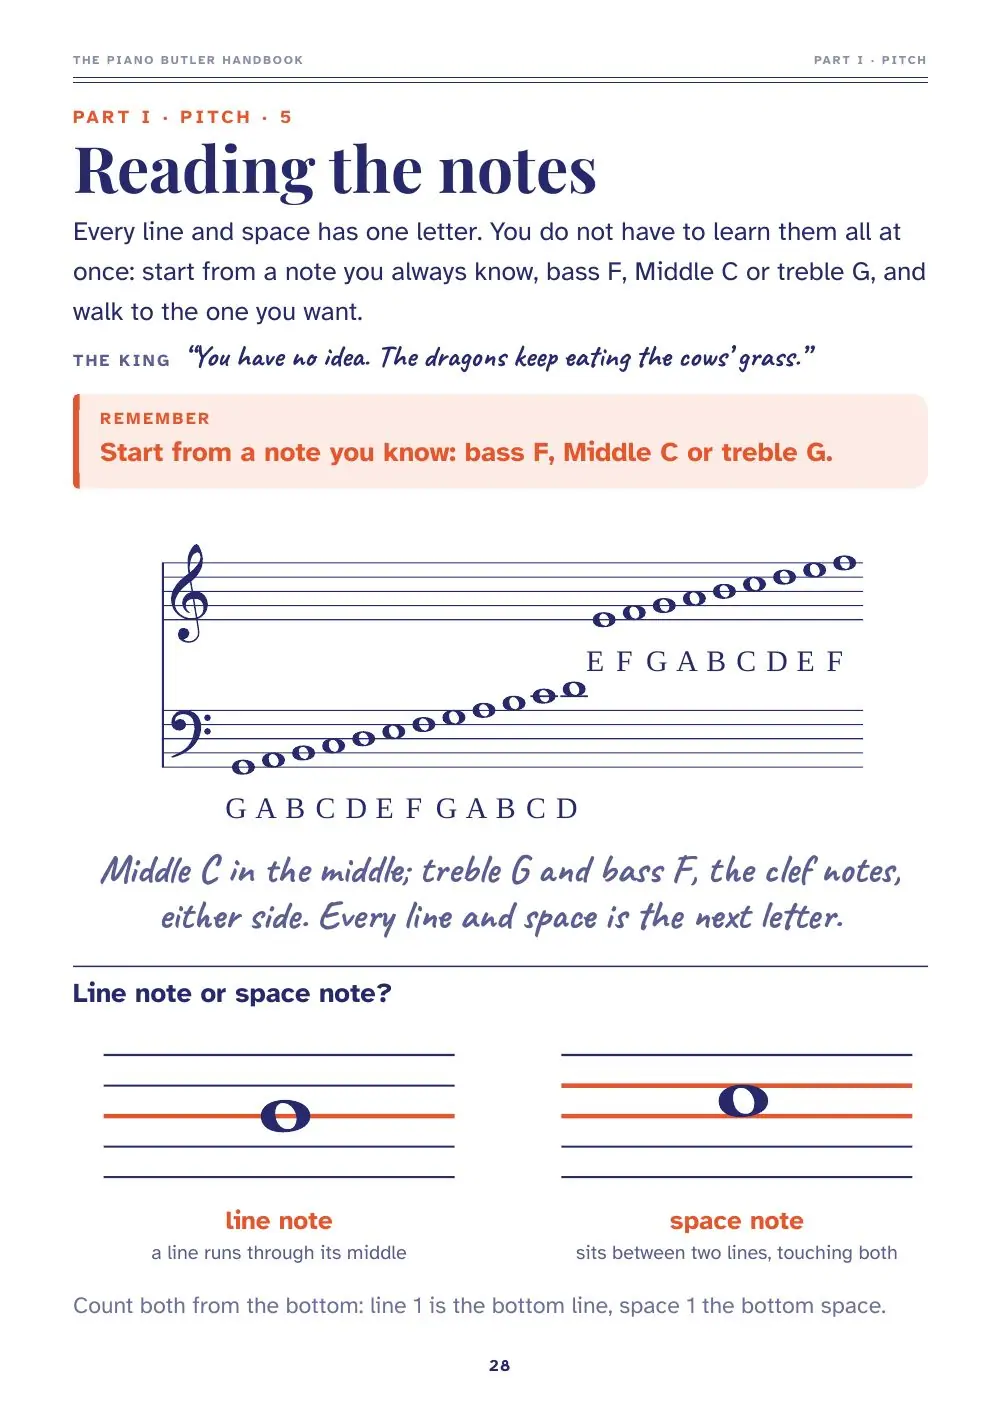 THE PIANO BUTLER HANDBOOK
PART I · PITCH
PART I · PITCH · 5
Reading the notes
Every line and space has one letter. You do not have to learn them all at
once: start from a note you always know, bass F, Middle C or treble G, and
walk to the one you want.
THE KING “You have no idea. The dragons keep eating the cows’ grass.”
REMEMBER
Start from a note you know: bass F, Middle C or treble G.
E F G A B C D E F
G A B C D E F G A B C D
Middle C in the middle; treble G and bass F, the clef notes,
either side. Every line and space is the next letter.
Line note or space note?
line note
a line runs through its middle
space note
sits between two lines, touching both
Count both from the bottom: line 1 is the bottom line, space 1 the bottom space.
28